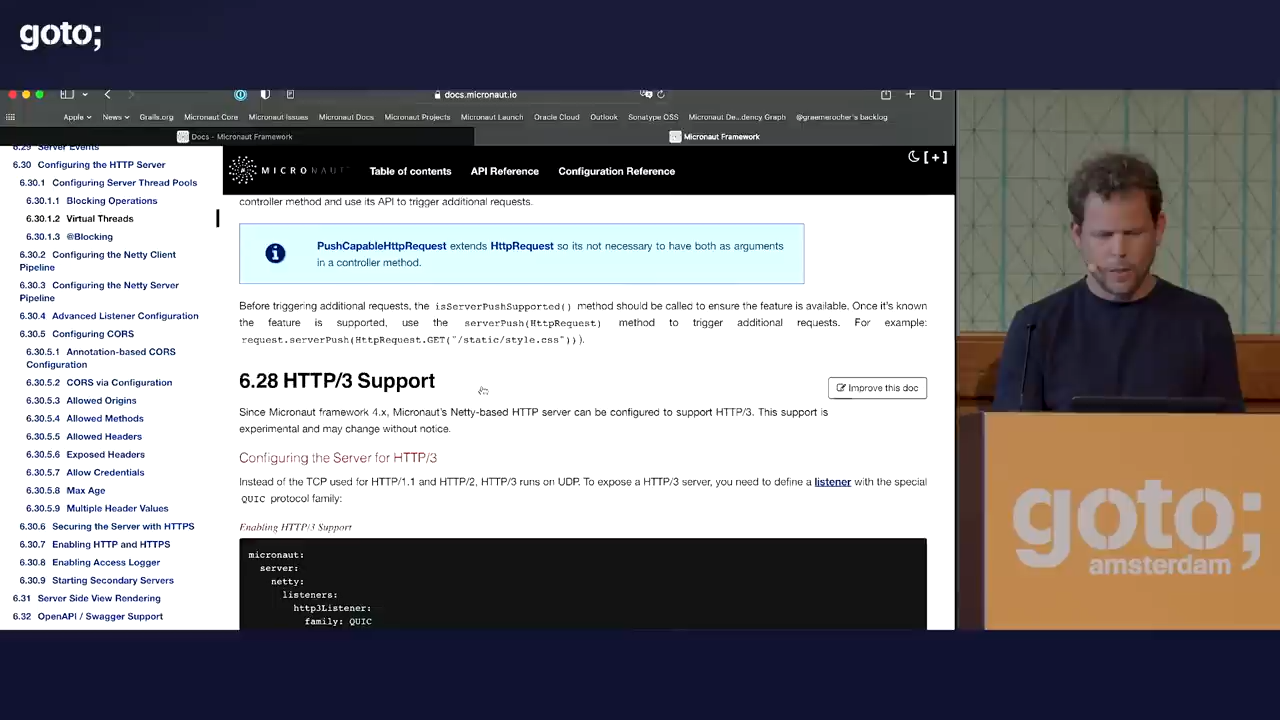 goto;
docs.micronaut.io
Apple News Grails.org Micronaut Core Micronaut Issues Micronaut Docs Micronaut Projects Micronaut Launch Oracle Cloud Outlook Sonatype OSS Micronaut De...dency Graph @graemerocher's backlog
Docs - Micronaut Framework
Micronaut Framework
6.29 Server Events
6.30 Configuring the HTTP Server
6.30.1 Configuring Server Thread Pools
6.30.1.1 Blocking Operations
6.30.1.2 Virtual Threads
6.30.1.3 @Blocking
6.30.2 Configuring the Netty Client
Pipeline
6.30.3 Configuring the Netty Server
Pipeline
6.30.4 Advanced Listener Configuration
6.30.5 Configuring CORS
6.30.5.1 Annotation-based CORS
Configuration
6.30.5.2 CORS via Configuration
6.30.5.3 Allowed Origins
6.30.5.4 Allowed Methods
6.30.5.5 Allowed Headers
6.30.5.6 Exposed Headers
6.30.5.7 Allow Credentials
6.30.5.8 Max Age
6.30.5.9 Multiple Header Values
6.30.6 Securing the Server with HTTPS
6.30.7 Enabling HTTP and HTTPS
6.30.8 Enabling Access Logger
6.30.9 Starting Secondary Servers
6.31 Server Side View Rendering
6.32 OpenAPI / Swagger Support
MICRONAUT Table of contents API Reference Configuration Reference
[+]
controller method and use its API to trigger additional requests.
PushCapableHttpRequest extends HttpRequest so its not necessary to have both as arguments
in a controller method.
Before triggering additional requests, the isServerPushSupported() method should be called to ensure the feature is available. Once it's known
the feature is supported, use the serverPush(HttpRequest) method to trigger additional requests. For example:
request.serverPush(HttpRequest.GET("/static/style.css")).
6.28 HTTP/3 Support
Improve this doc
Since Micronaut framework 4.x, Micronaut's Netty-based HTTP server can be configured to support HTTP/3. This support is
experimental and may change without notice.
Configuring the Server for HTTP/3
Instead of the TCP used for HTTP/1.1 and HTTP/2, HTTP/3 runs on UDP. To expose a HTTP/3 server, you need to define a listener with the special
QUIC protocol family:
Enabling HTTP/3 Support
micronaut:
server:
netty:
listeners:
http3Listener:
family: QUIC
goto;
amsterdam